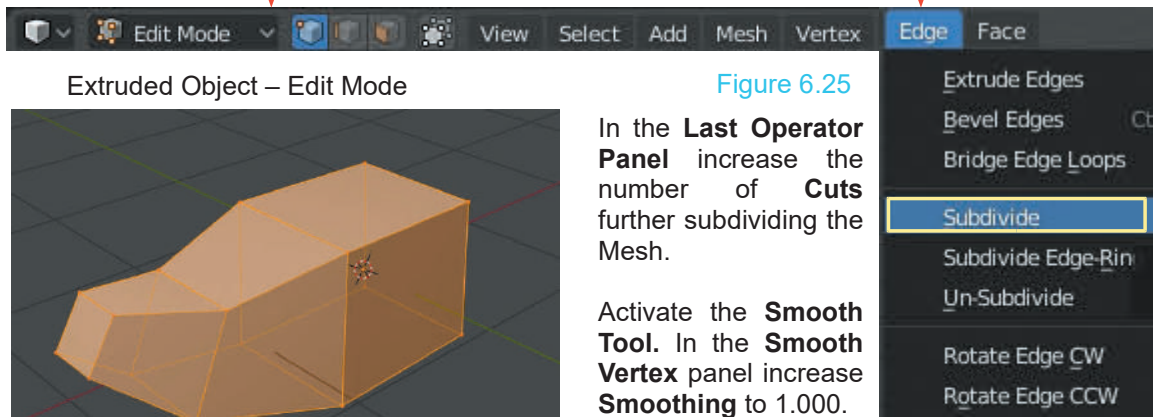 Edit Mode View Select Add Mesh Vertex Edge Face
Extruded Object – Edit Mode
Figure 6.25
In the Last Operator
Panel increase the
number of Cuts
further subdividing the
Mesh.
Activate the Smooth
Tool. In the Smooth
Vertex panel increase
Smoothing to 1.000.
Extrude Edges
Bevel Edges
Bridge Edge Loops
Subdivide
Subdivide Edge-Rin
Un-Subdivide
Rotate Edge CW
Rotate Edge CCW